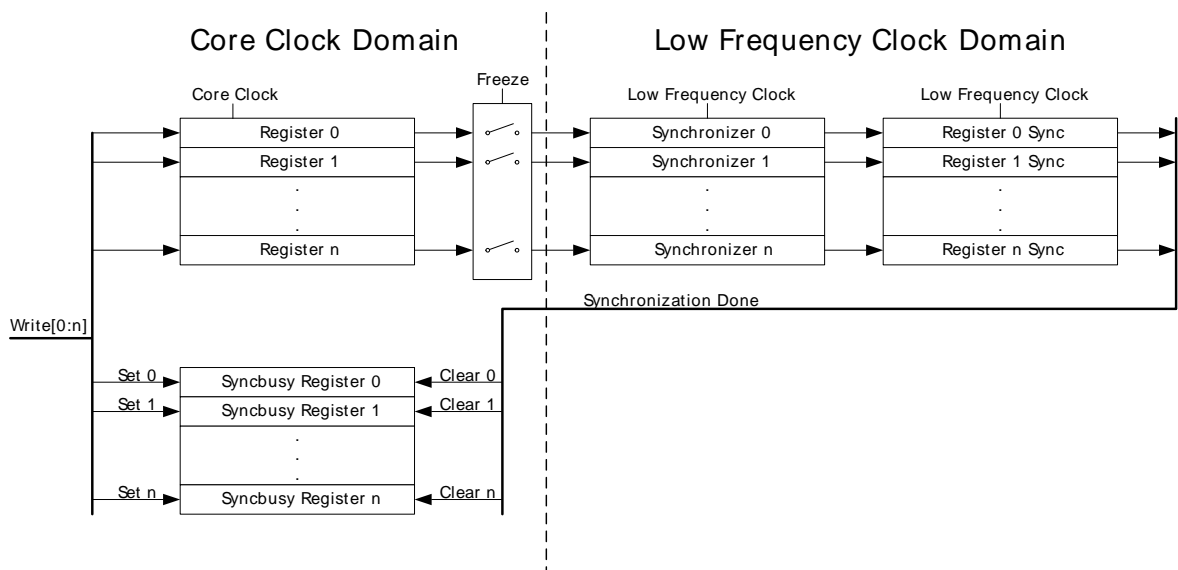 Core Clock Domain
Low Frequency Clock Domain
Freeze
Core Clock
Low Frequency Clock
Low Frequency Clock
Register 0
Synchronizer 0
Register 0 Sync
Register 1
Synchronizer 1
Register 1 Sync
.
.
.
.
.
.
.
.
.
Register n
Synchronizer n
Register n Sync
Synchronization Done
Write[0:n]
Set 0
Syncbusy Register 0
Clear 0
Set 1
Syncbusy Register 1
Clear 1
.
.
.
Set n
Syncbusy Register n
Clear n